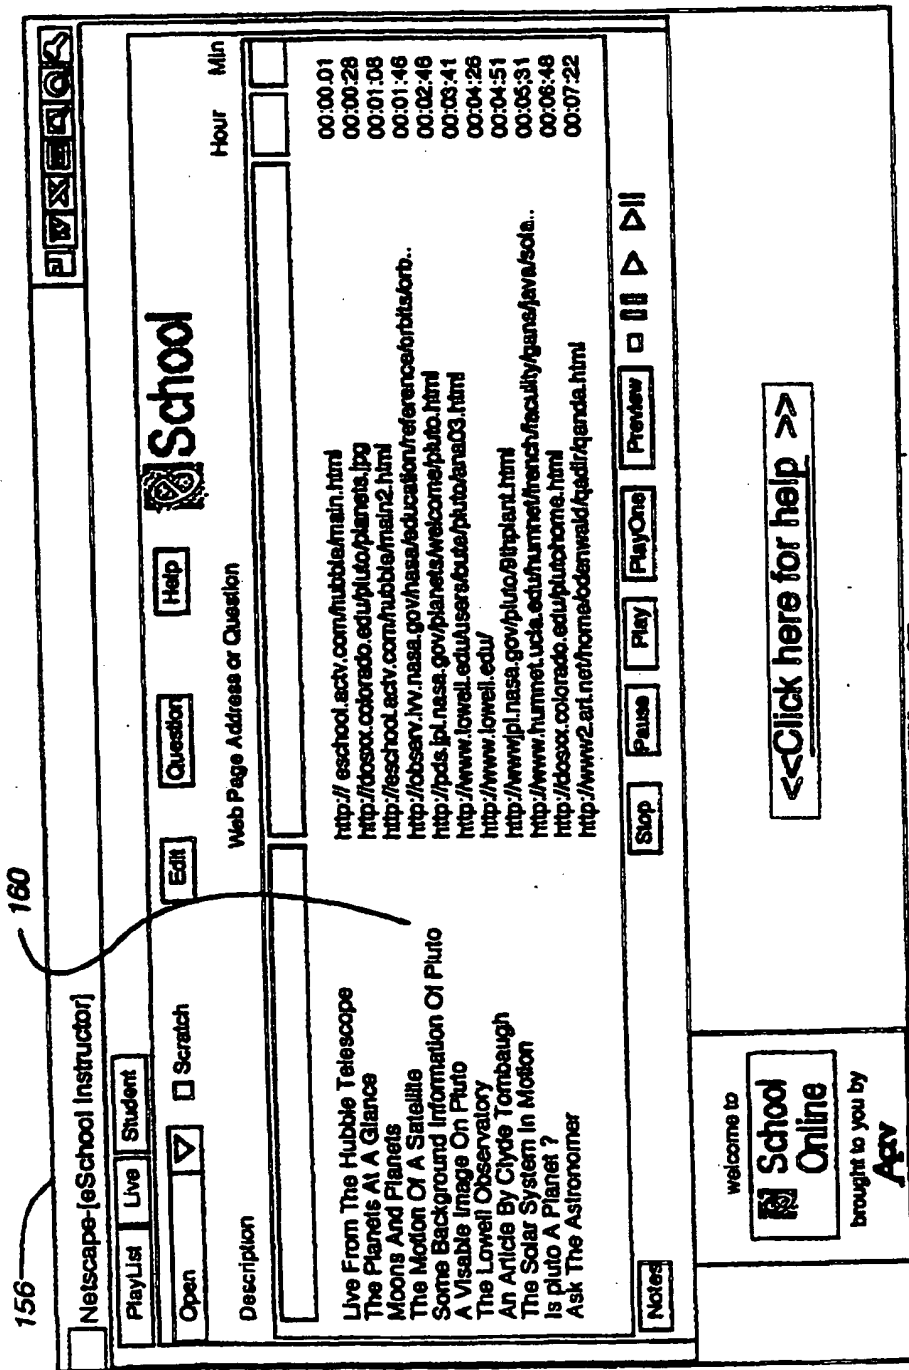 156
160
Netscape-[eSchool Instructor]
PlayList Live Student
Open Scratch Edit Question Help School
Description Web Page Address or Question Hour Min
Live From The Hubble Telescope http:// eschool.actv.com/hubble/main.html 00:00.01
The Planets At A Glance http://dosxx.colorado.edu/pluto/planets.jpg 00:00:28
Moons And Planets http://eschool.actv.com/hubble/main2.html 00:01:08
The Motion Of A Satellite http://observ.ivv.nasa.gov/nasa/education/reference/orbits/orb.. 00:01:46
Some Background Information Of Pluto http://pds.jpl.nasa.gov/planets/welcome/pluto.html 00:02:46
A Visable Image On Pluto http://www.lowell.edu/users/buie/pluto/ana03.html 00:03:41
The Lowell Observatory http://www.lowell.edu/ 00:04:26
An Article By Clyde Tombaugh http://www/jpl.nasa.gov/pluto/9thplant.html 00:04:51
The Solar System In Motion http://www.humnet.ucla.edu/humnet/french/faculity/gans/java/sola.. 00:05:31
Is pluto A Planet ? http://dosxx.colorado.edu/plutohome.html 00:06:48
Ask The Astronomer http://www2.ari.net/home/odenwald/qadir/qanda.html 00:07:22
Notes Stop Pause Play PlayOne Preview
welcome to
School
Online
brought to you by
Actv
<<Click here for help >>